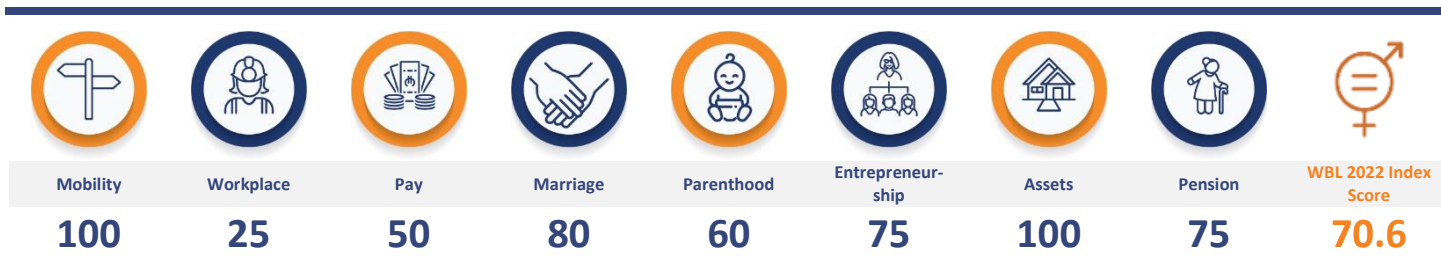 Mobility
Workplace
Pay
Marriage
Parenthood
Entrepreneur-
ship
Assets
Pension
WBL 2022 Index
Score
100
25
50
80
60
75
100
75
70.6